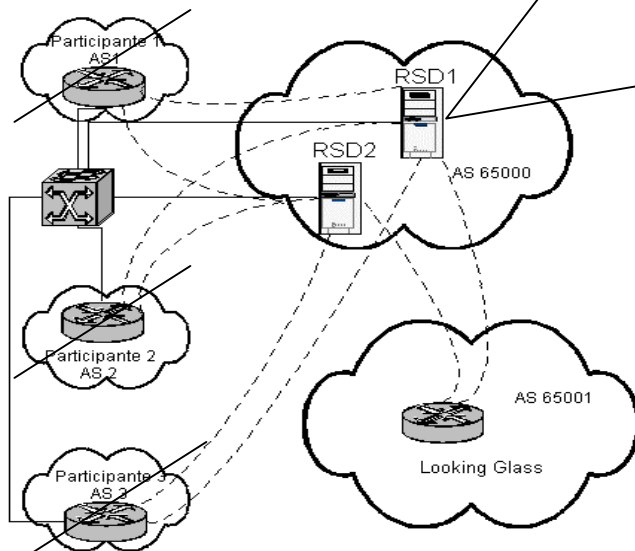 Participante 1
AS1
RSD1
RSD2
AS 65000
Participante 2
AS 2
AS 65001
Looking Glass
Participante 3
AS 3